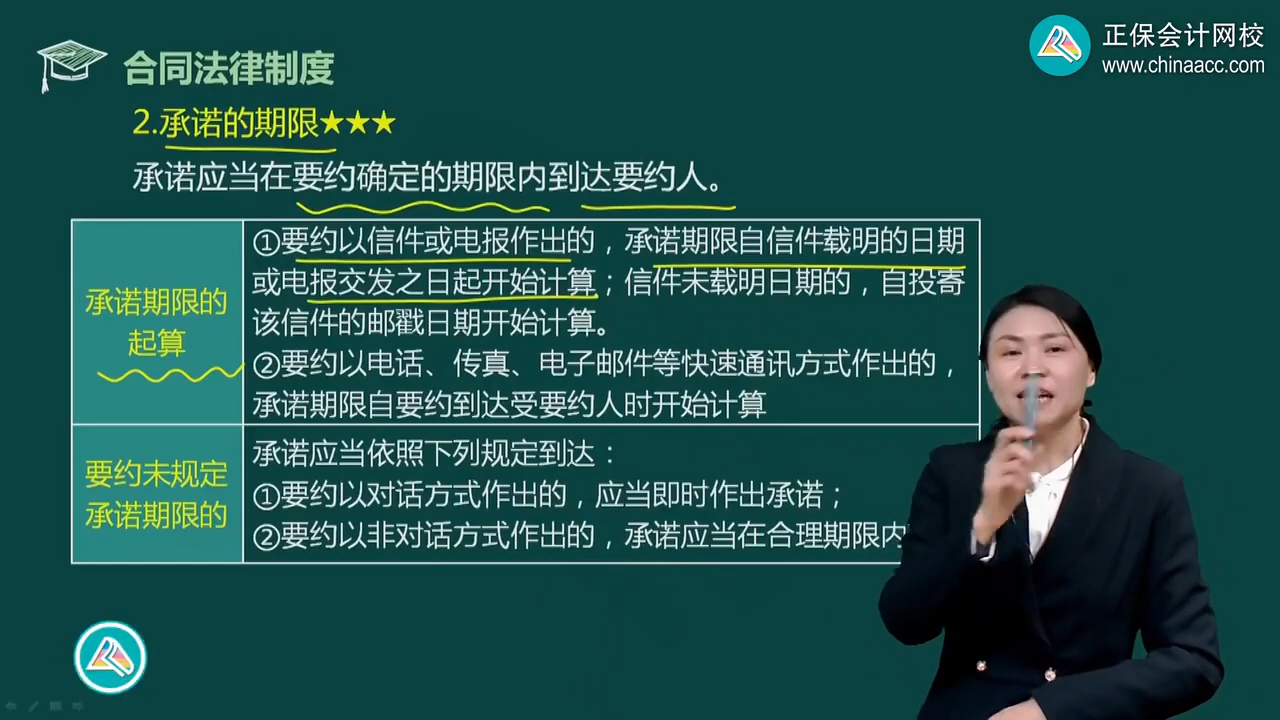 正保会计网校
www.chinaacc.com
合同法律制度
2.承诺的期限★★★
承诺应当在要约确定的期限内到达要约人。
承诺期限的
起算
①要约以信件或电报作出的，承诺期限自信件载明的日期
或电报交发之日起开始计算；信件未载明日期的，自投寄
该信件的邮戳日期开始计算。
②要约以电话、传真、电子邮件等快速通讯方式作出的，
承诺期限自要约到达受要约人时开始计算
要约未规定
承诺期限的
承诺应当依照下列规定到达：
①要约以对话方式作出的，应当即时作出承诺；
②要约以非对话方式作出的，承诺应当在合理期限内